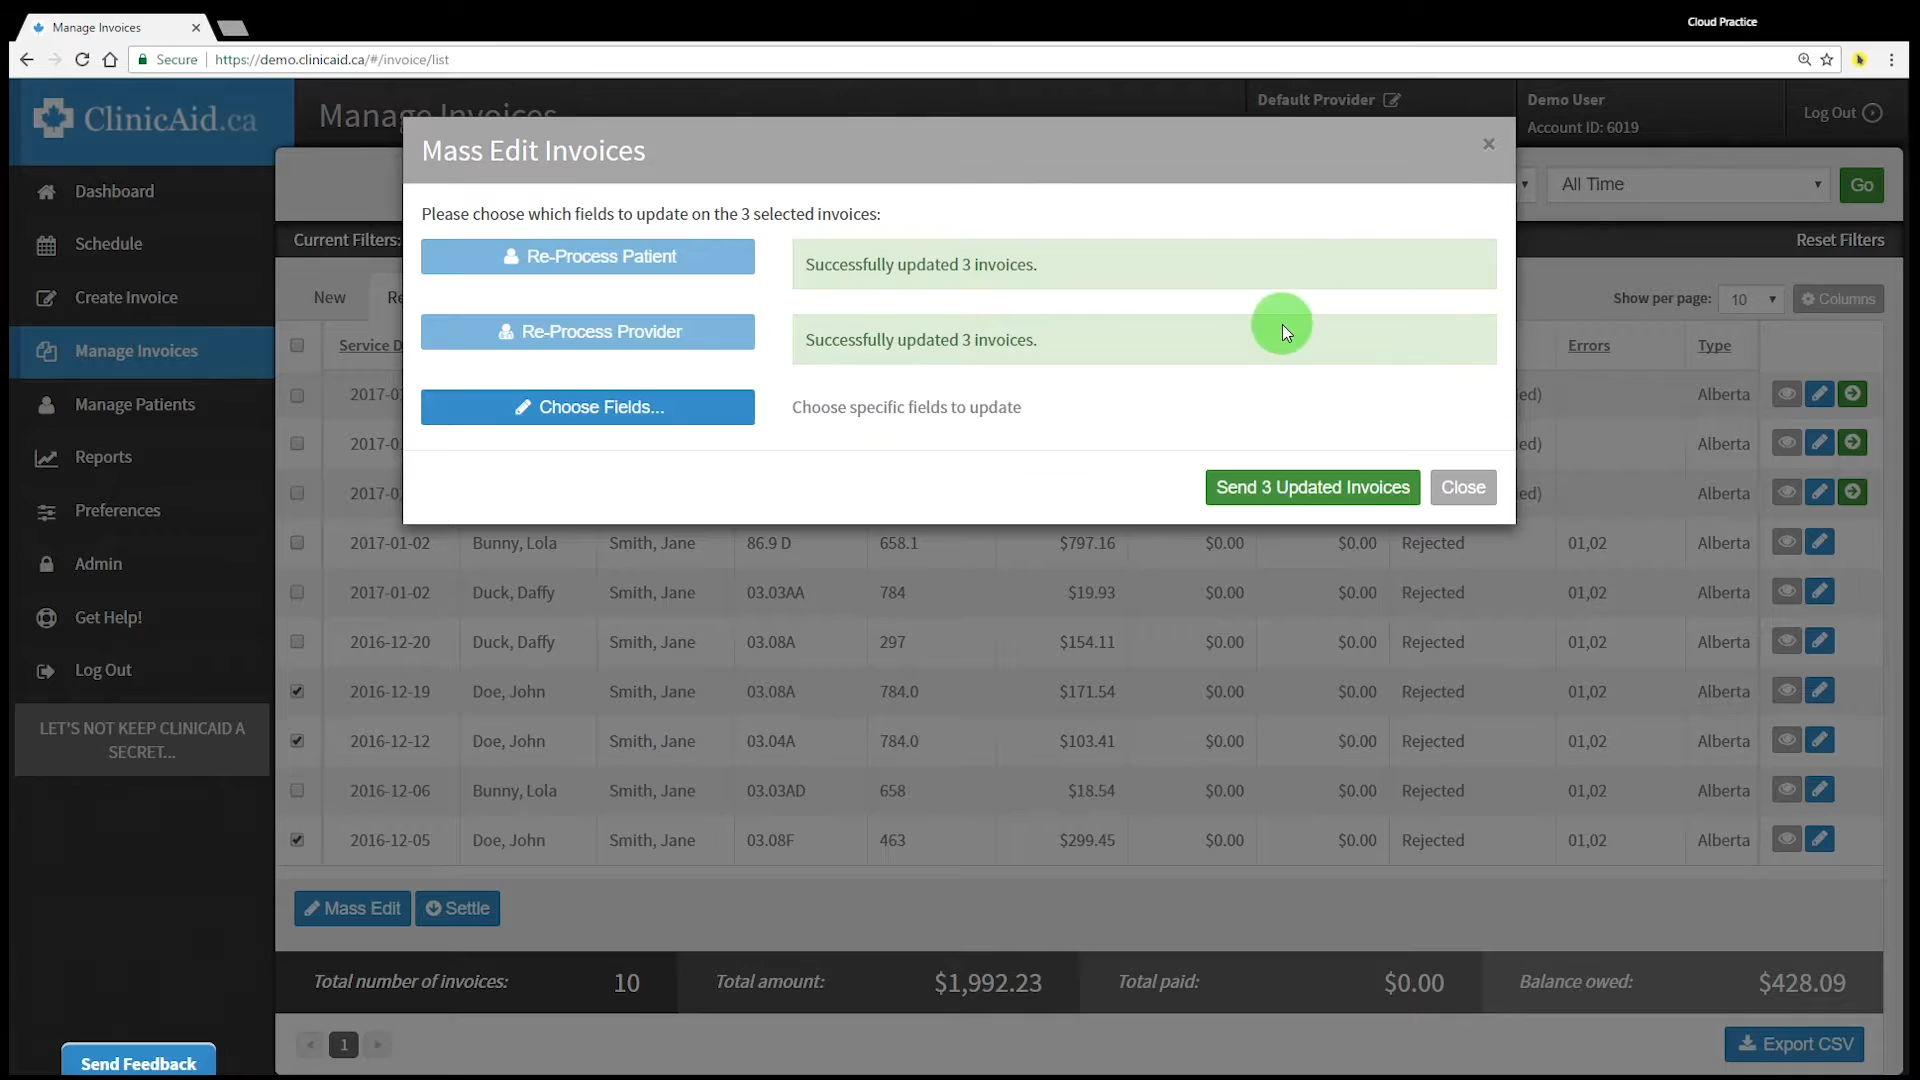 Cloud Practice
Manage Invoices
Secure https://demo.clinicaid.ca/#/invoice/list
ClinicAid.ca
Manage Invoices
Default Provider
Demo User
Account ID: 6019
Log Out
Dashboard
Schedule
Create Invoice
Manage Invoices
Manage Patients
Reports
Preferences
Admin
Get Help!
Log Out
LET'S NOT KEEP CLINICAID A
SECRET...
Send Feedback
All Time
Go
Current Filters:
Reset Filters
New
Re
Show per page: 10 Columns
Mass Edit Invoices
Please choose which fields to update on the 3 selected invoices:
Re-Process Patient Successfully updated 3 invoices.
Re-Process Provider Successfully updated 3 invoices.
Choose Fields... Choose specific fields to update
Send 3 Updated Invoices Close
Service D Errors Type
2017-0 ed) Alberta
2017-0 ed) Alberta
2017-0 ed) Alberta
2017-01-02 Bunny, Lola Smith, Jane 86.9 D 658.1 $797.16 $0.00 $0.00 Rejected 01,02 Alberta
2017-01-02 Duck, Daffy Smith, Jane 03.03AA 784 $19.93 $0.00 $0.00 Rejected 01,02 Alberta
2016-12-20 Duck, Daffy Smith, Jane 03.08A 297 $154.11 $0.00 $0.00 Rejected 01,02 Alberta
2016-12-19 Doe, John Smith, Jane 03.08A 784.0 $171.54 $0.00 $0.00 Rejected 01,02 Alberta
2016-12-12 Doe, John Smith, Jane 03.04A 784.0 $103.41 $0.00 $0.00 Rejected 01,02 Alberta
2016-12-06 Bunny, Lola Smith, Jane 03.03AD 658 $18.54 $0.00 $0.00 Rejected 01,02 Alberta
2016-12-05 Doe, John Smith, Jane 03.08F 463 $299.45 $0.00 $0.00 Rejected 01,02 Alberta
Mass Edit Settle
Total number of invoices: 10 Total amount: $1,992.23 Total paid: $0.00 Balance owed: $428.09
1
Export CSV